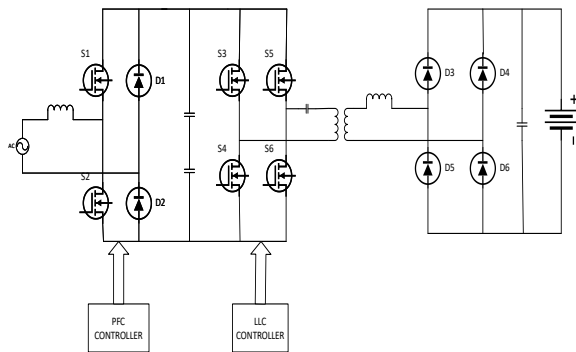 S1
D1
S3
S5
D3
D4
+
AC
S2
D2
S4
S6
D5
D6
−
PFC
CONTROLLER
LLC
CONTROLLER